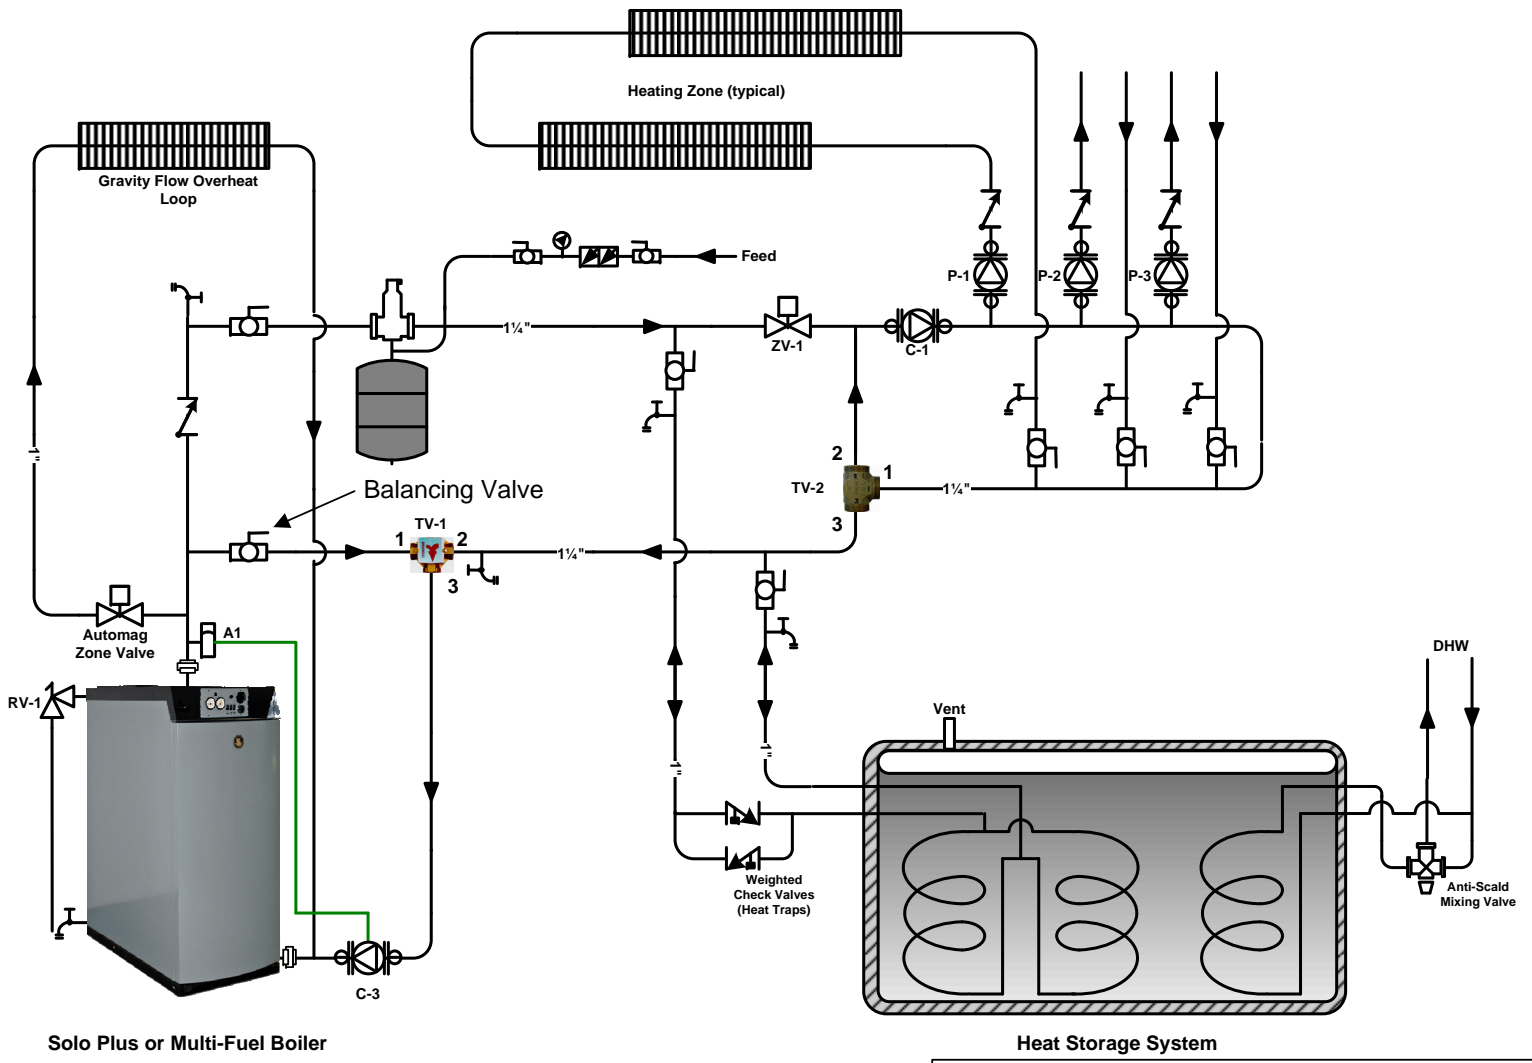 Heating Zone (typical)
Gravity Flow Overheat
Loop
Feed
P-1
P-2
P-3
1¼"
ZV-1
C-1
1"
Balancing Valve
2
1
TV-2
1¼"
3
TV-1
1
2
1¼"
3
Automag
Zone Valve
A1
DHW
RV-1
Vent
1"
1"
Weighted
Check Valves
(Heat Traps)
Anti-Scald
Mixing Valve
C-3
Solo Plus or Multi-Fuel Boiler
Heat Storage System